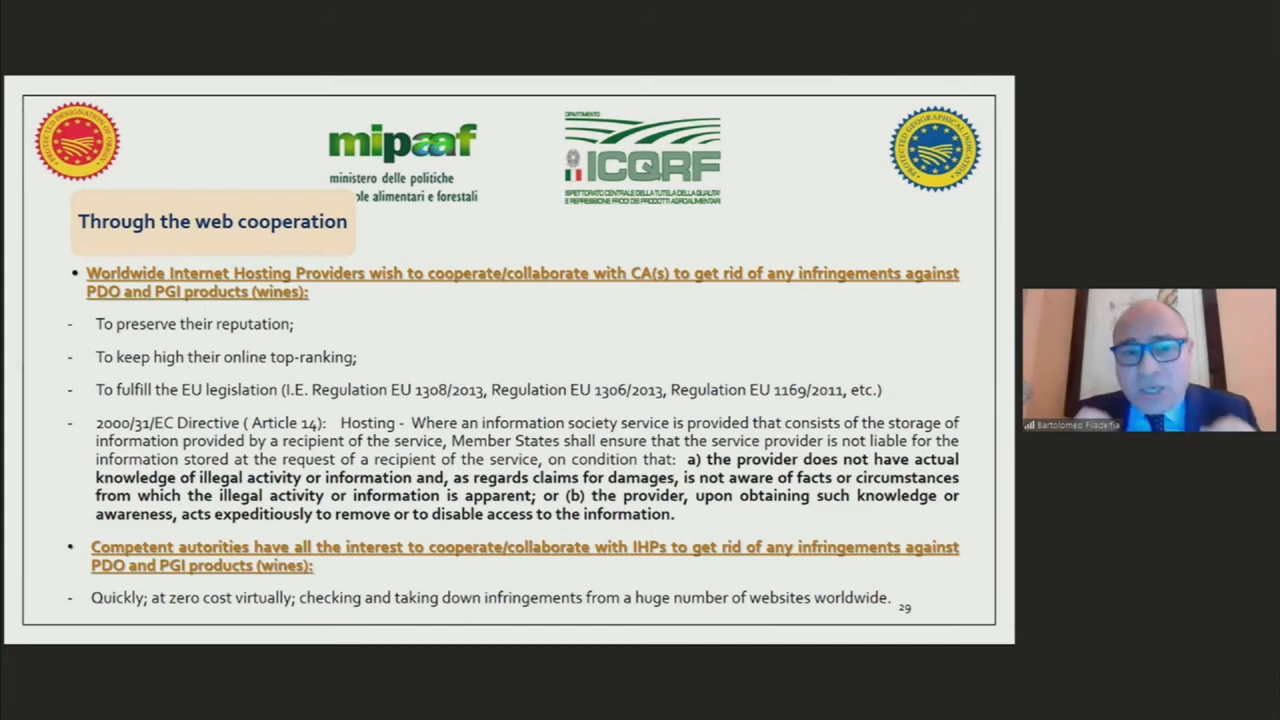 PROTECTED DESIGNATION OF ORIGIN
mipaaf
ministero delle politiche
ole alimentari e forestali
DIPARTIMENTO
ICQRF
ISPETTORATO CENTRALE DELLA TUTELA DELLA QUALITA'
E REPRESSIONE FRODI DEI PRODOTTI AGROALIMENTARI
PROTECTED GEOGRAPHICAL INDICATION
Through the web cooperation
• Worldwide Internet Hosting Providers wish to cooperate/collaborate with CA(s) to get rid of any infringements against
PDO and PGI products (wines):
- To preserve their reputation;
- To keep high their online top-ranking;
- To fulfill the EU legislation (I.E. Regulation EU 1308/2013, Regulation EU 1306/2013, Regulation EU 1169/2011, etc.)
- 2000/31/EC Directive ( Article 14): Hosting - Where an information society service is provided that consists of the storage of
information provided by a recipient of the service, Member States shall ensure that the service provider is not liable for the
information stored at the request of a recipient of the service, on condition that: a) the provider does not have actual
knowledge of illegal activity or information and, as regards claims for damages, is not aware of facts or circumstances
from which the illegal activity or information is apparent; or (b) the provider, upon obtaining such knowledge or
awareness, acts expeditiously to remove or to disable access to the information.
• Competent autorities have all the interest to cooperate/collaborate with IHPs to get rid of any infringements against
PDO and PGI products (wines):
- Quickly; at zero cost virtually; checking and taking down infringements from a huge number of websites worldwide.
29
Bartolomeo Filadelfia